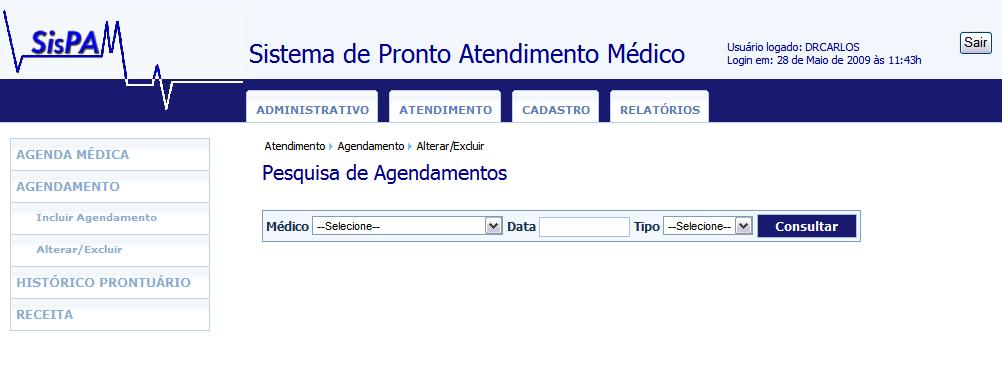 SisPA
Sistema de Pronto Atendimento Médico
Usuário logado: DRCARLOS
Login em: 28 de Maio de 2009 às 11:43h
Sair
ADMINISTRATIVO ATENDIMENTO CADASTRO RELATÓRIOS
AGENDA MÉDICA
AGENDAMENTO
Incluir Agendamento
Alterar/Excluir
HISTÓRICO PRONTUÁRIO
RECEITA
Atendimento Agendamento Alterar/Excluir
Pesquisa de Agendamentos
Médico --Selecione-- Data Tipo --Selecione-- Consultar